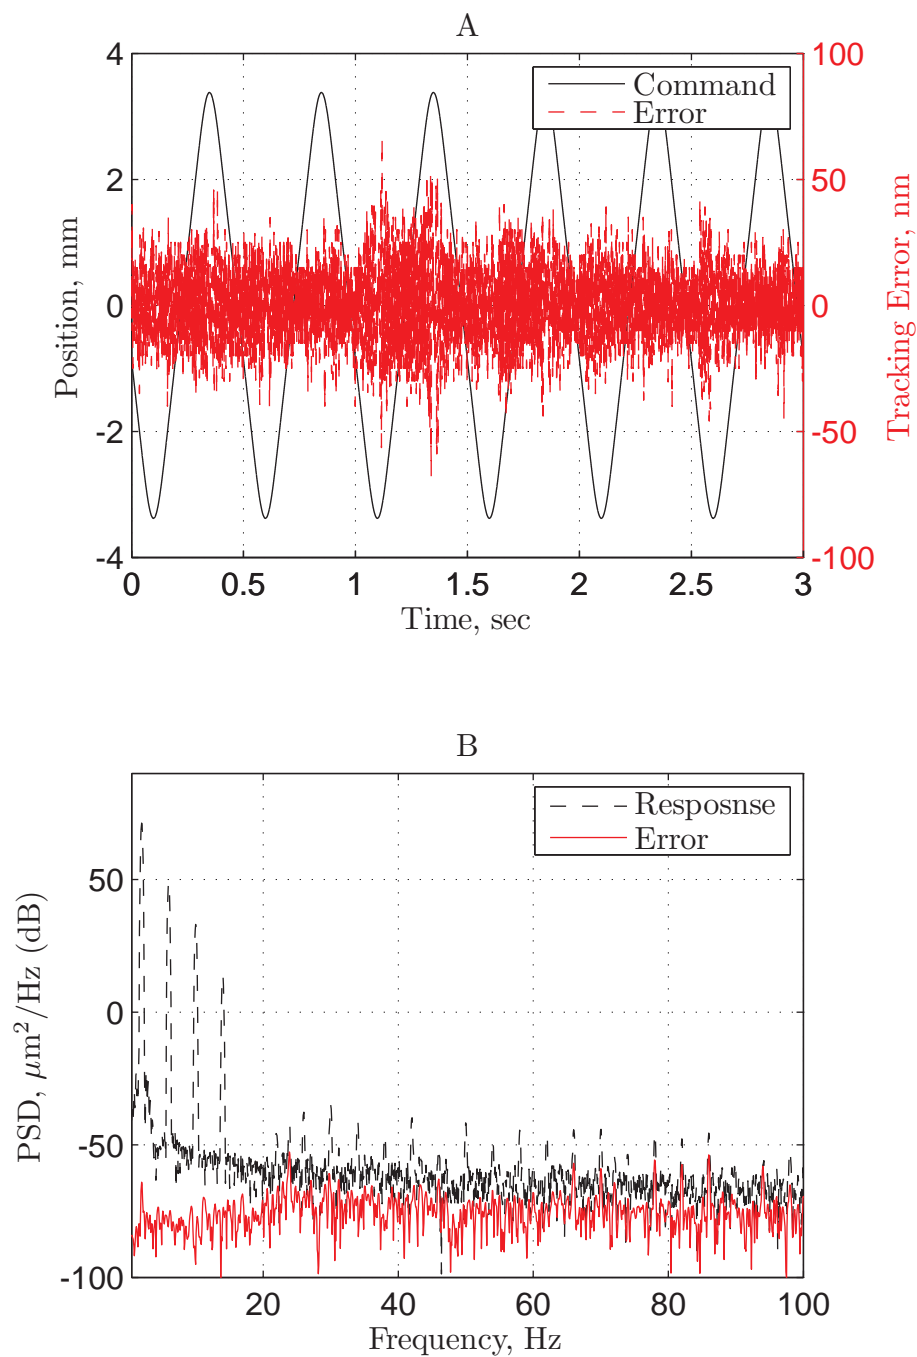 A
4
2
0
-2
-4
100
50
0
-50
-100
Position, mm
Tracking Error, nm
Command
Error
0 0.5 1 1.5 2 2.5 3
Time, sec
B
50
0
-50
-100
PSD, μm²/Hz (dB)
Resposnse
Error
20 40 60 80 100
Frequency, Hz